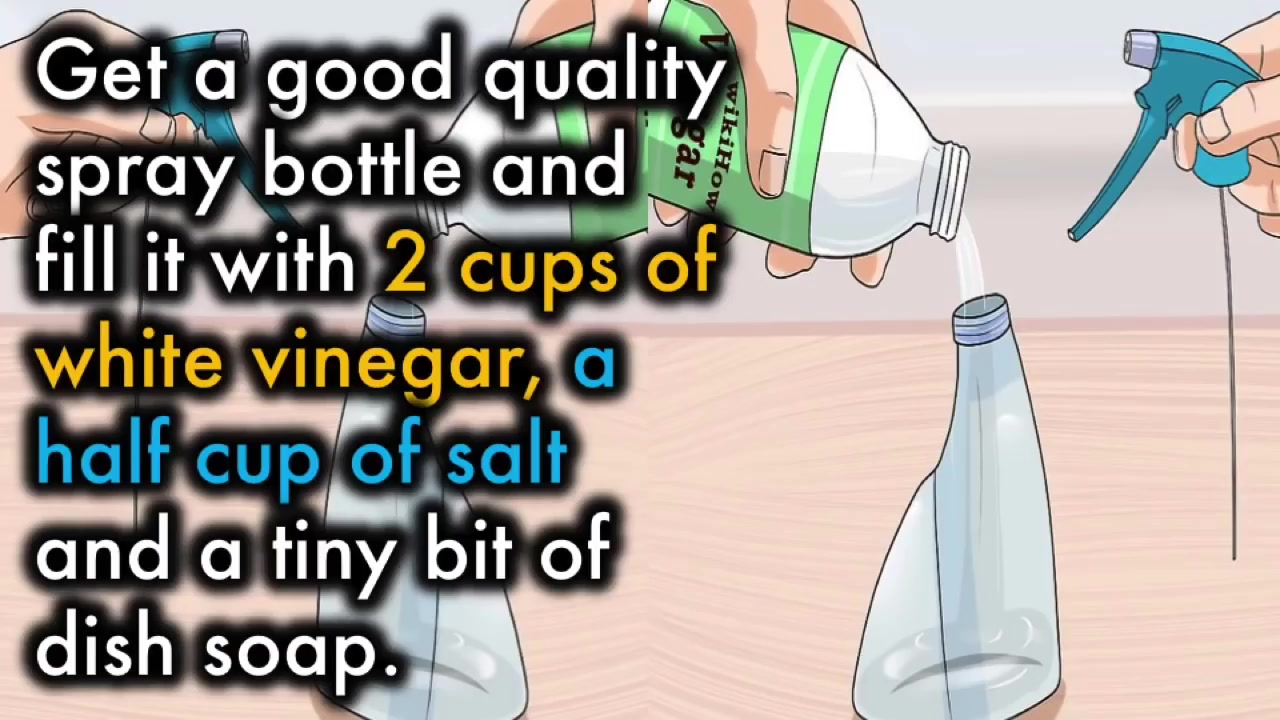 Get a good quality
spray bottle and
fill it with 2 cups of
white vinegar, a
half cup of salt
and a tiny bit of
dish soap.
wikiHow